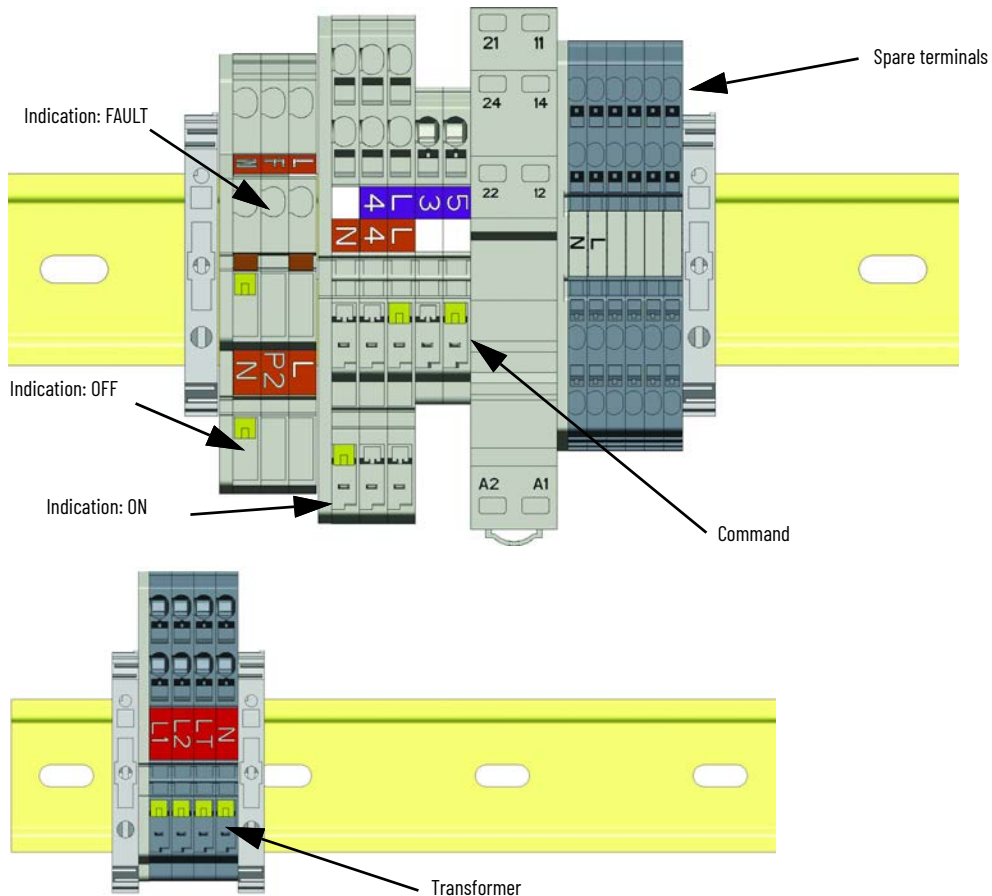 21 11
Spare terminals
24 14
Indication: FAULT
N F L
22 12
4 L 3 5
N 4 L
N L
N P2 L
Indication: OFF
Indication: ON
A2 A1
Command
L1 L2 LT N
Transformer